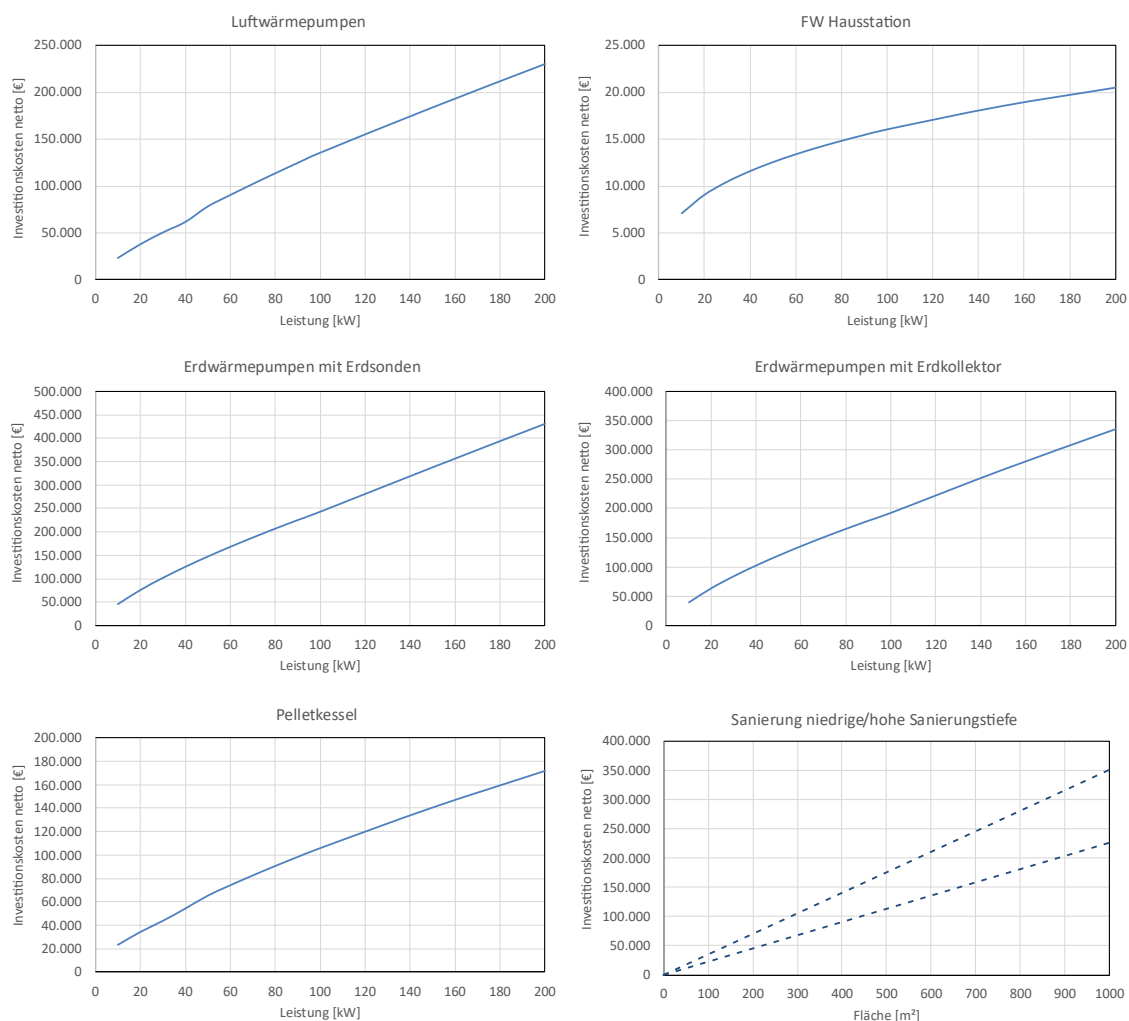 Luftwärmepumpen
Investitionskosten netto [€]
250.000
200.000
150.000
100.000
50.000
0
0 20 40 60 80 100 120 140 160 180 200
Leistung [kW]
FW Hausstation
Investitionskosten netto [€]
25.000
20.000
15.000
10.000
5.000
0
0 20 40 60 80 100 120 140 160 180 200
Leistung [kW]
Erdwärmepumpen mit Erdsonden
Investitionskosten netto [€]
500.000
450.000
400.000
350.000
300.000
250.000
200.000
150.000
100.000
50.000
0
0 20 40 60 80 100 120 140 160 180 200
Leistung [kW]
Erdwärmepumpen mit Erdkollektor
Investitionskosten netto [€]
400.000
350.000
300.000
250.000
200.000
150.000
100.000
50.000
0
0 20 40 60 80 100 120 140 160 180 200
Leistung [kW]
Pelletkessel
Investitionskosten netto [€]
200.000
180.000
160.000
140.000
120.000
100.000
80.000
60.000
40.000
20.000
0
0 20 40 60 80 100 120 140 160 180 200
Leistung [kW]
Sanierung niedrige/hohe Sanierungstiefe
Investitionskosten netto [€]
400.000
350.000
300.000
250.000
200.000
150.000
100.000
50.000
0
0 100 200 300 400 500 600 700 800 900 1000
Fläche [m²]